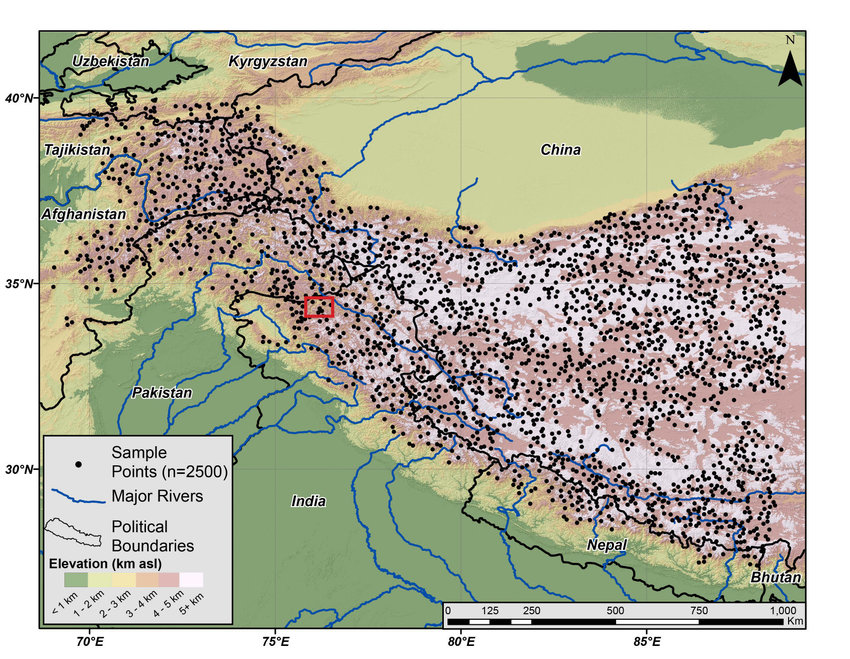 Uzbekistan
Kyrgyzstan
N
40°N
China
Tajikistan
Afghanistan
35°N
Pakistan
Sample
Points (n=2500)
30°N
Major Rivers
India
Political
Boundaries
Elevation (km asl)
< 1 km
1 - 2 km
2 - 3 km
3 - 4 km
4 - 5 km
5+ km
Nepal
Bhutan
0 125 250 500 750 1,000
Km
70°E 75°E 80°E 85°E